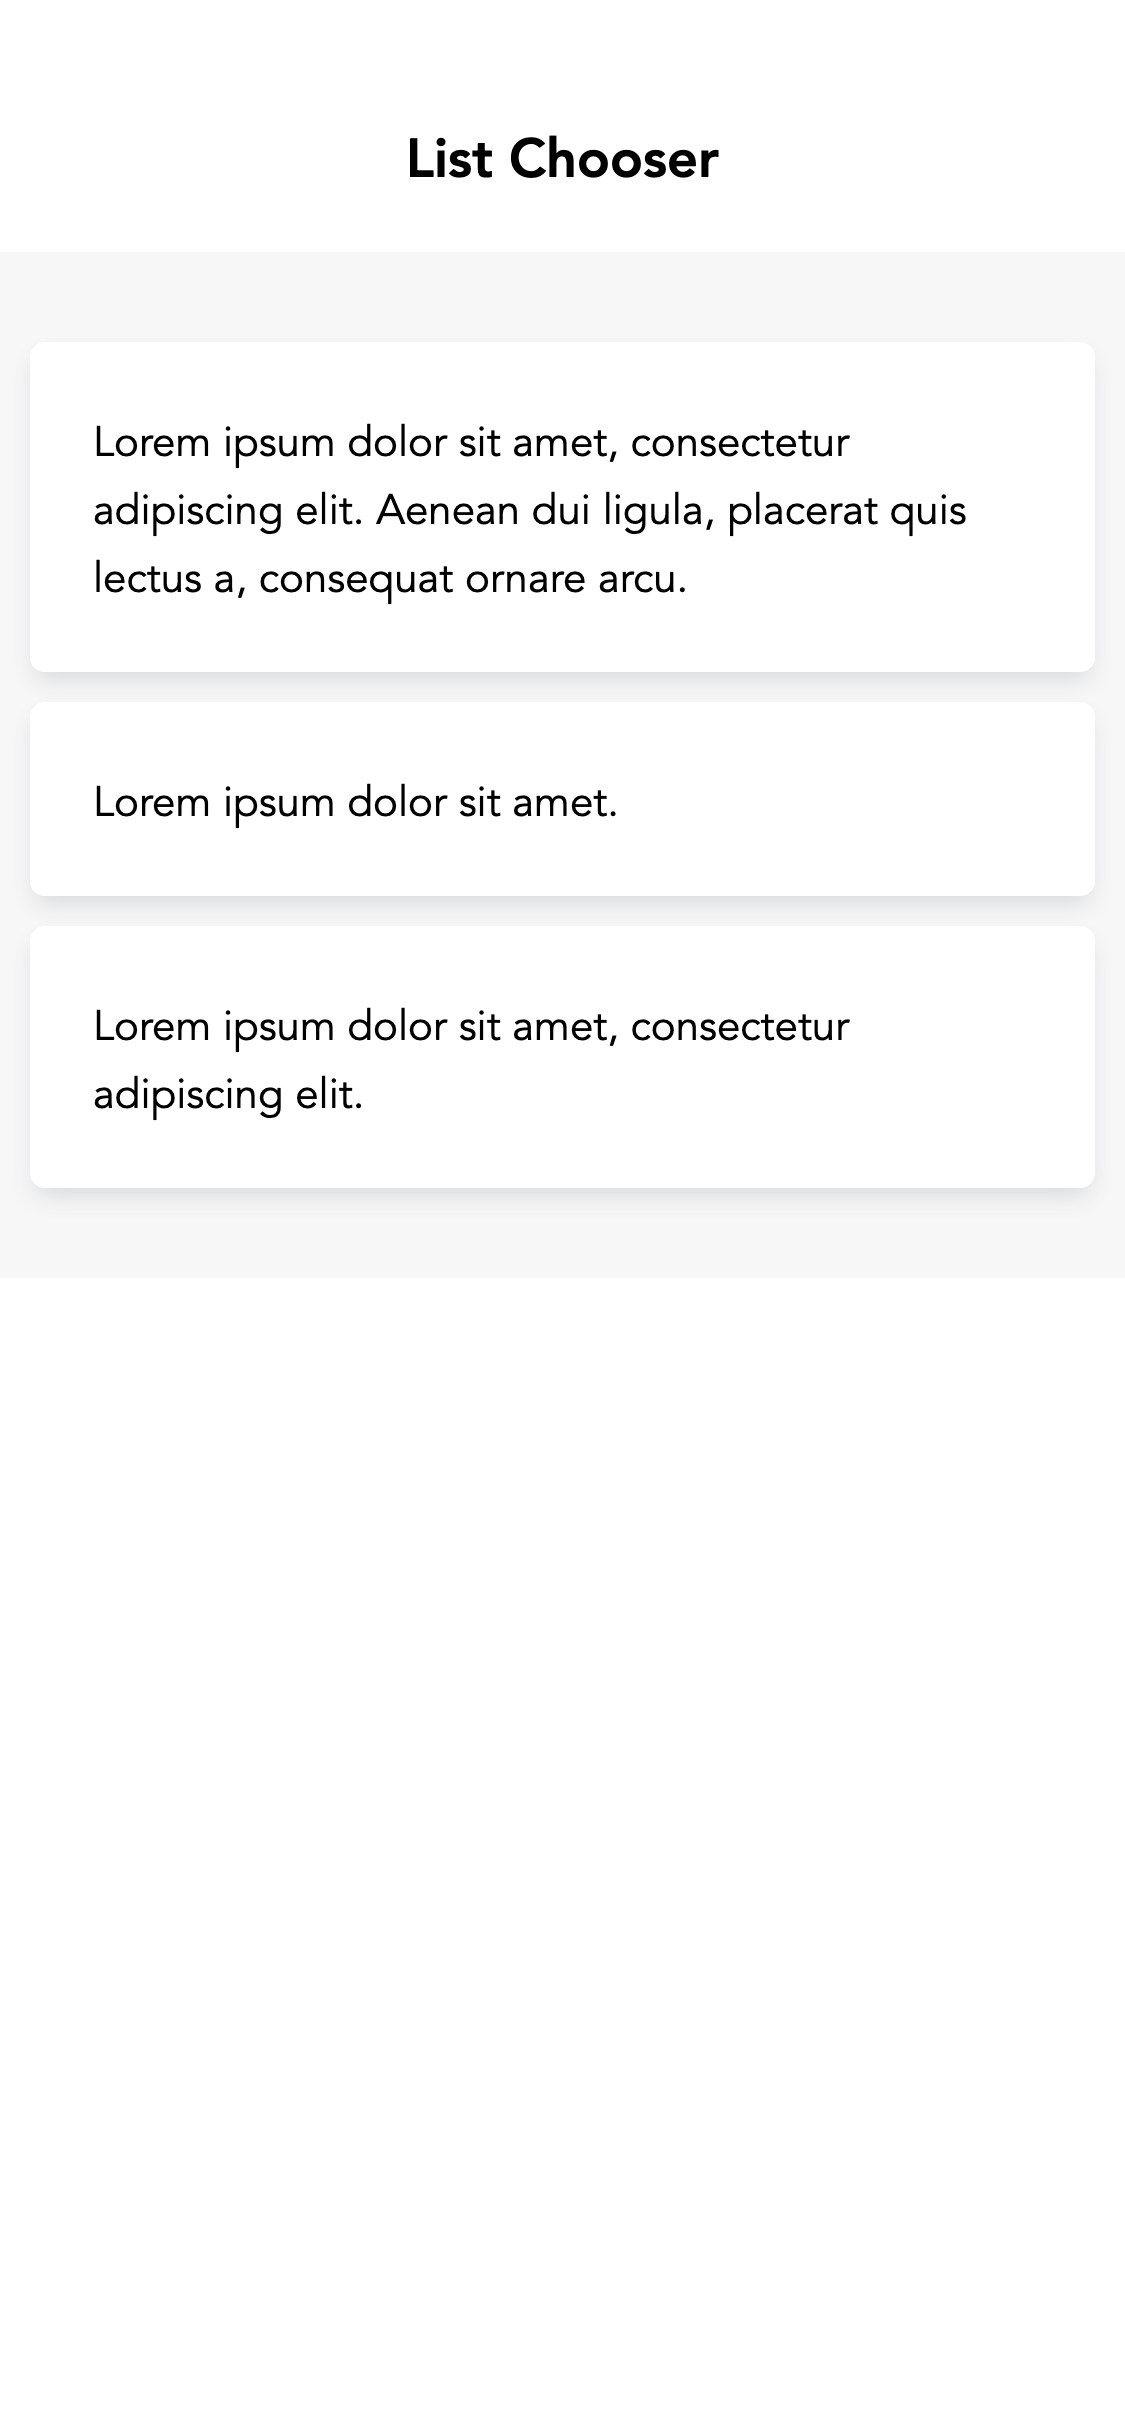 List Chooser
Lorem ipsum dolor sit amet, consectetur
adipiscing elit. Aenean dui ligula, placerat quis
lectus a, consequat ornare arcu.
Lorem ipsum dolor sit amet.
Lorem ipsum dolor sit amet, consectetur
adipiscing elit.